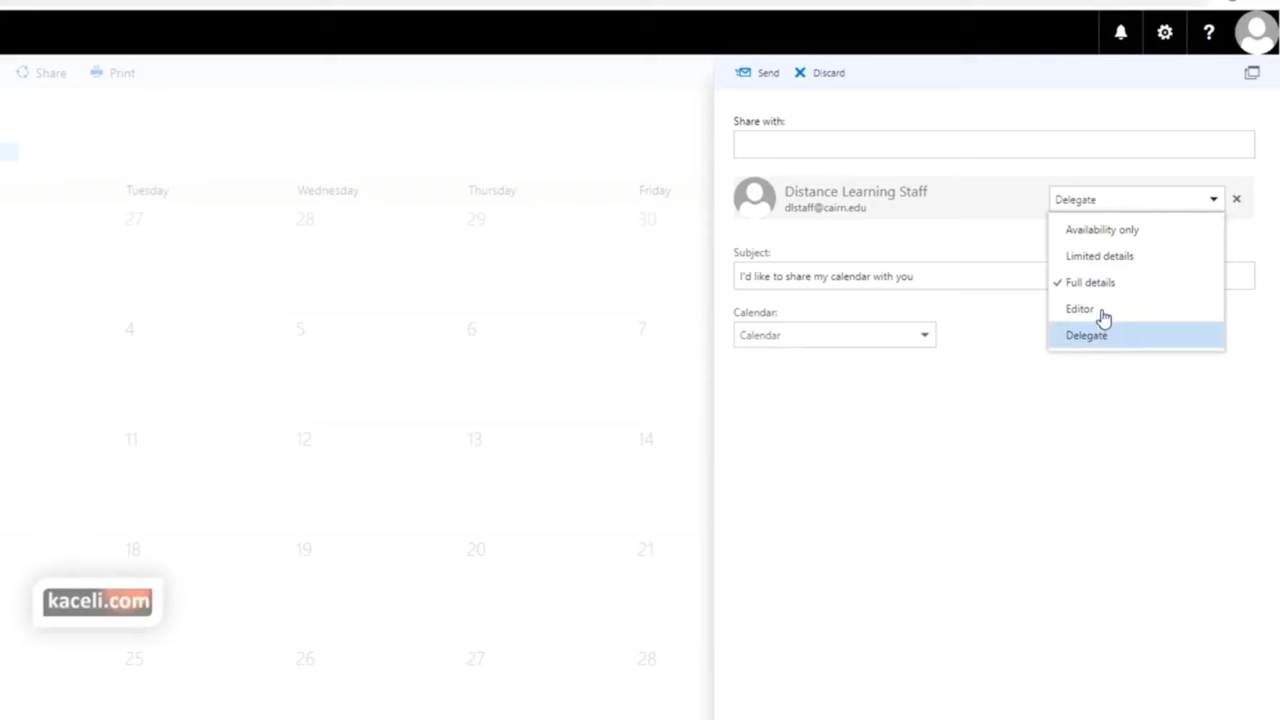 Share Print
Send Discard
Share with:
Distance Learning Staff
dlstaff@cairn.edu
Delegate
Availability only
Limited details
Full details
Editor
Delegate
Subject:
I'd like to share my calendar with you
Calendar:
Calendar
Tuesday Wednesday Thursday Friday
27 28 29 30
4 5 6 7
11 12 13 14
18 19 20 21
25 26 27 28
kaceli.com